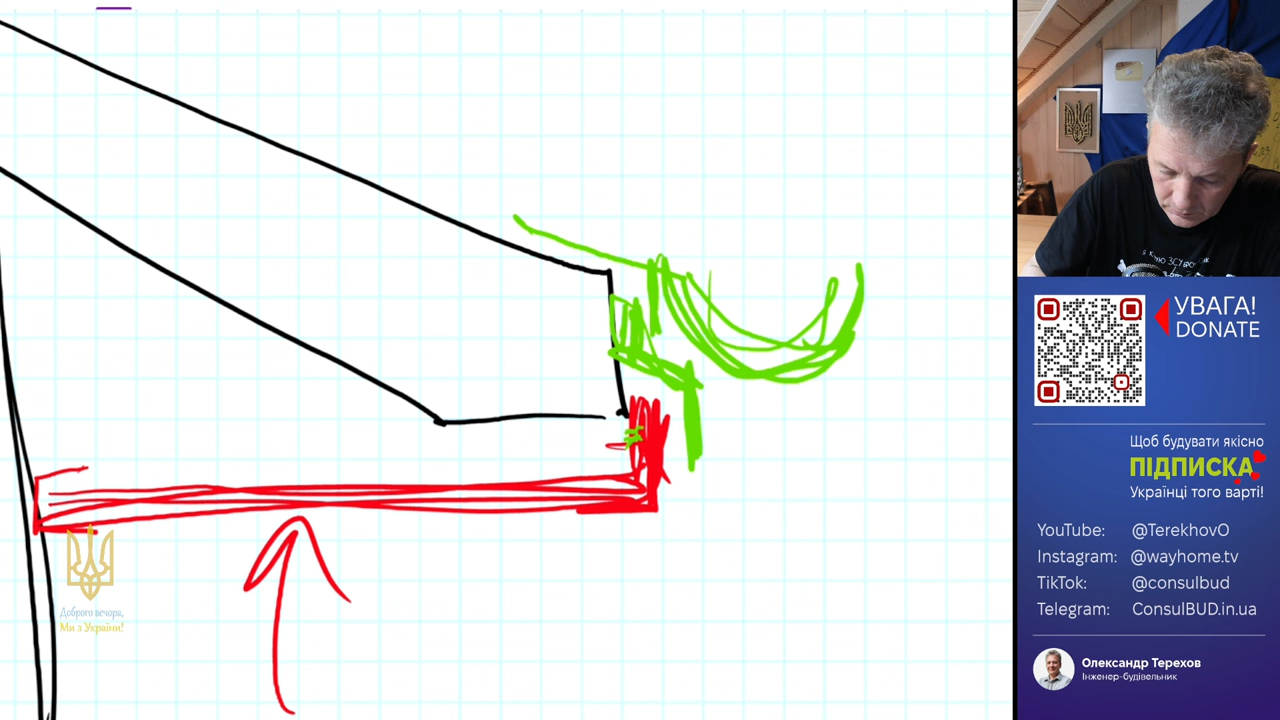 Доброго вечора,
Ми з України!
УВАГА!
DONATE
Щоб будувати якісно
ПІДПИСКА
Українці того варті!
YouTube: @TerekhovO
Instagram: @wayhome.tv
TikTok: @consulbud
Telegram: ConsulBUD.in.ua
Олександр Терехов
Інженер-будівельник